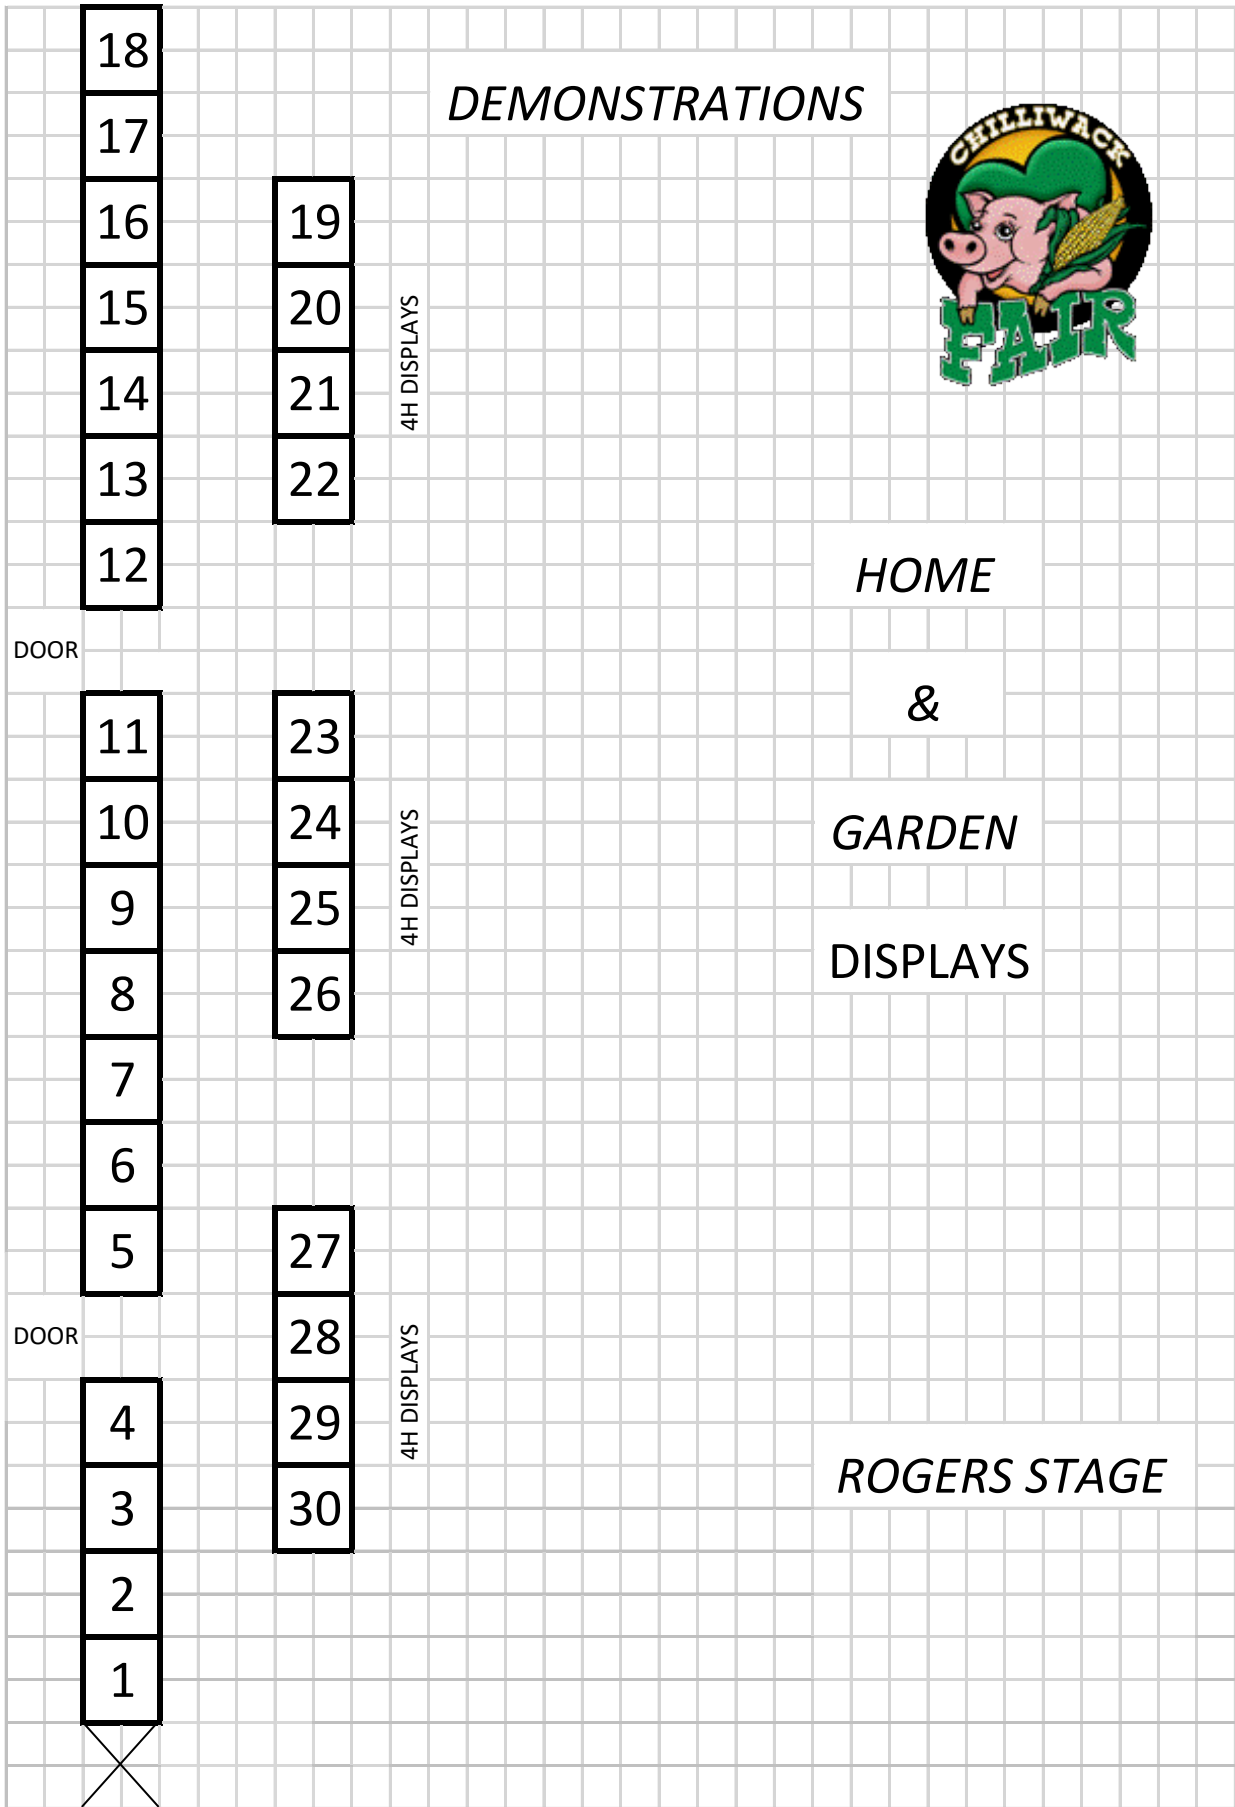 18
DEMONSTRATIONS
CHILLIWACK
17
16
19
FAIR
15
20
4H DISPLAYS
14
21
13
22
12
HOME
DOOR
&
11
23
10
24
GARDEN
4H DISPLAYS
9
25
DISPLAYS
8
26
7
6
5
27
DOOR
28
4H DISPLAYS
4
29
ROGERS STAGE
3
30
2
1